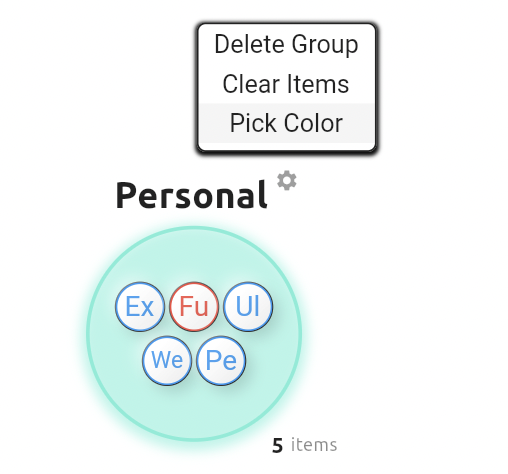 Delete Group
Clear Items
Pick Color
Personal
Ex Fu Ul
We Pe
5 items